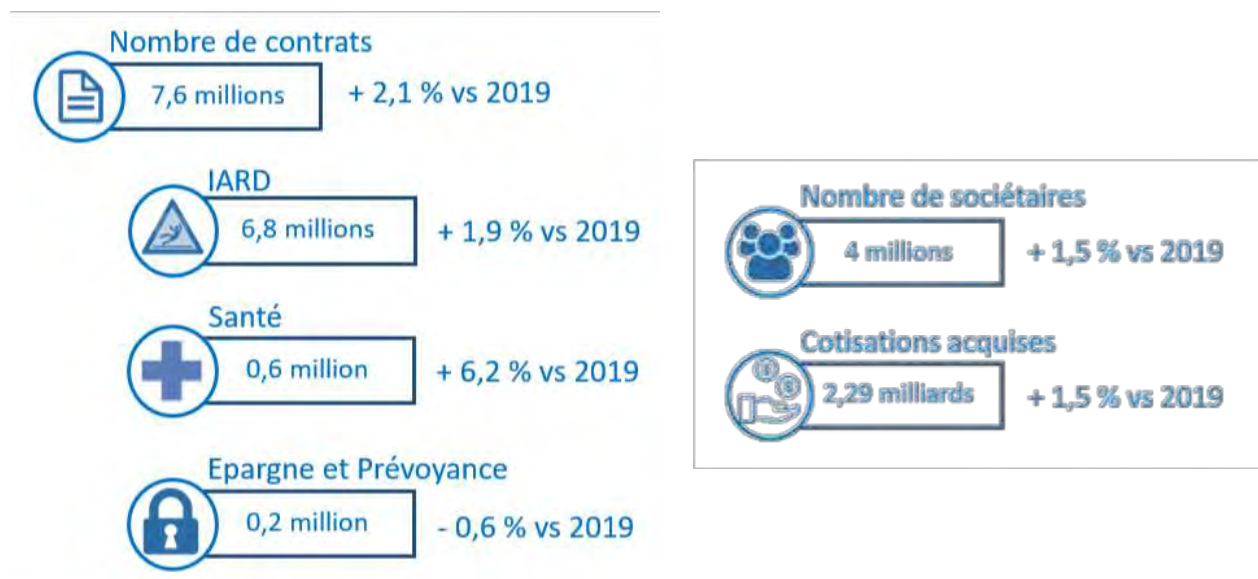 Nombre de contrats
7,6 millions + 2,1 % vs 2019
IARD
6,8 millions + 1,9 % vs 2019
Santé
0,6 million + 6,2 % vs 2019
Epargne et Prévoyance
0,2 million - 0,6 % vs 2019
Nombre de sociétaires
4 millions + 1,5 % vs 2019
Cotisations acquises
2,29 milliards + 1,5 % vs 2019